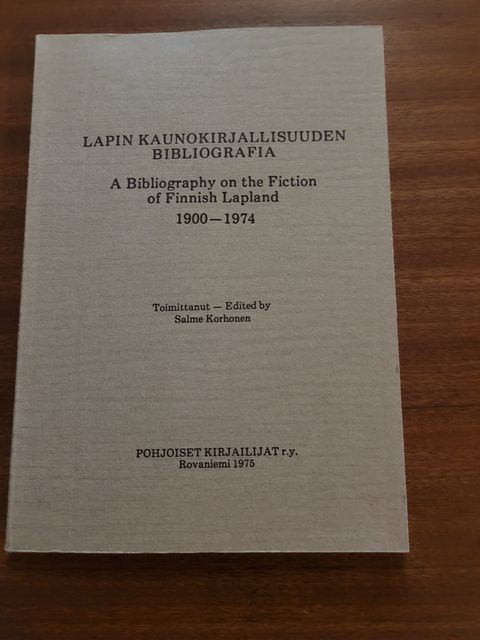 LAPIN KAUNOKIRJALLISUUDEN
BIBLIOGRAFIA
A Bibliography on the Fiction
of Finnish Lapland
1900—1974
Toimittanut — Edited by
Salme Korhonen
POHJOISET KIRJAILIJAT r.y.
Rovaniemi 1975